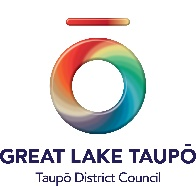 GREAT LAKE TAUPŌ
Taupō District Council